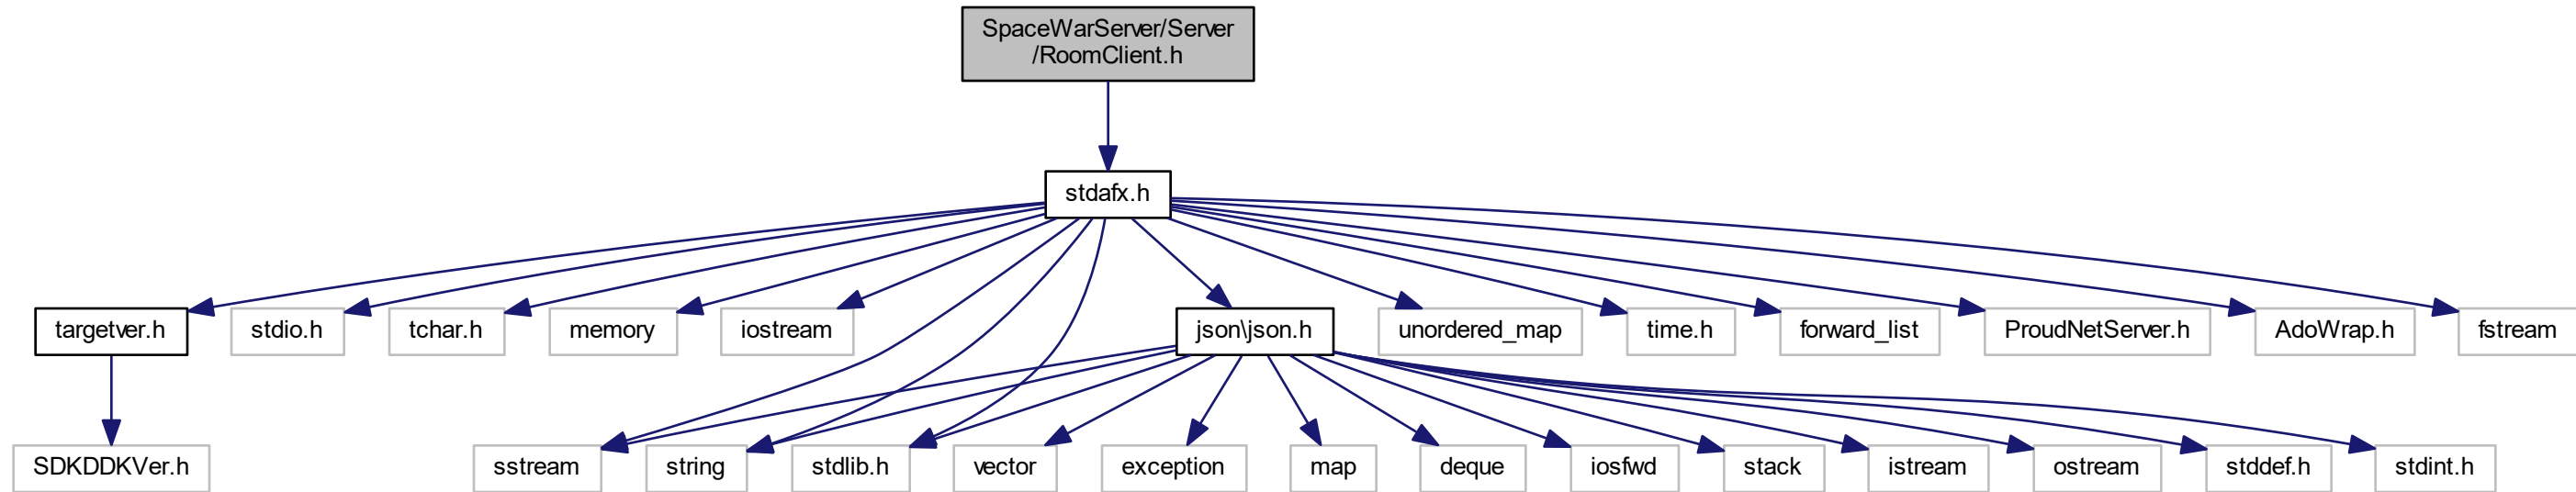 SpaceWarServer/Server
/RoomClient.h
stdafx.h
targetver.h
stdio.h
tchar.h
memory
iostream
json\json.h
unordered_map
time.h
forward_list
ProudNetServer.h
AdoWrap.h
fstream
SDKDDKVer.h
sstream
string
stdlib.h
vector
exception
map
deque
iosfwd
stack
istream
ostream
stddef.h
stdint.h